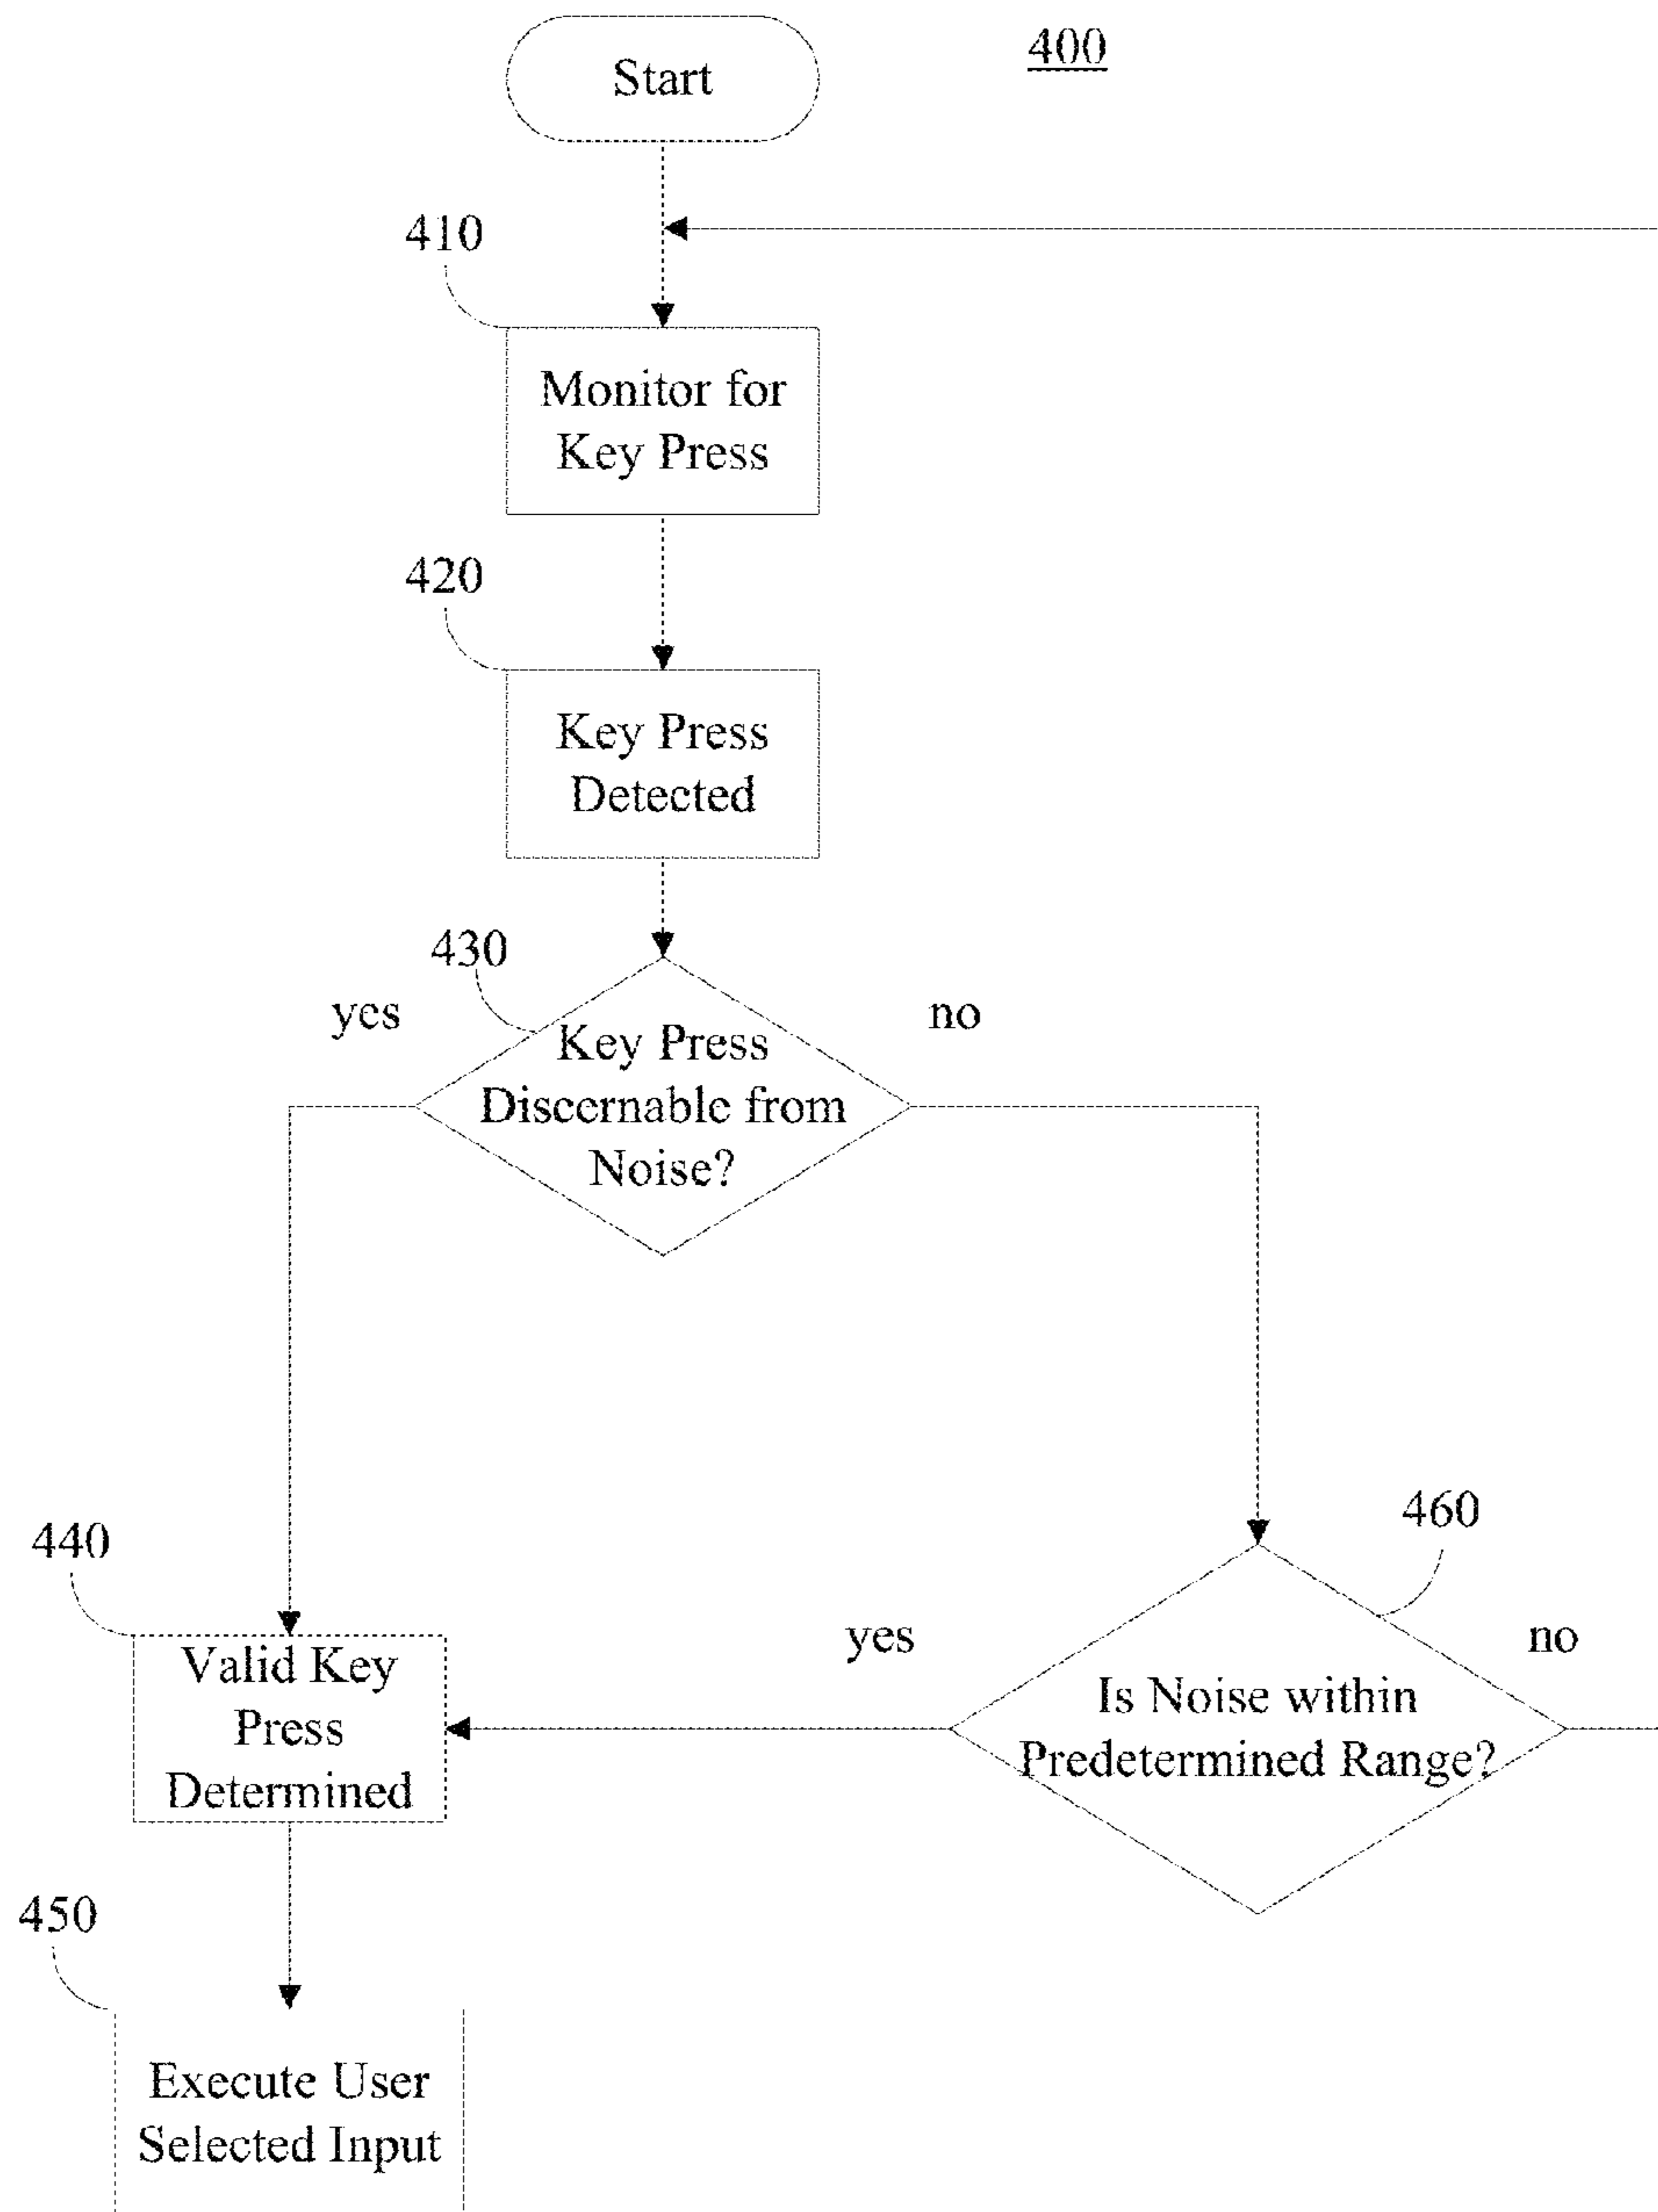 Start
400
410
Monitor for
Key Press
420
Key Press
Detected
430
yes
no
Key Press
Discernable from
Noise?
440
460
yes
no
Valid Key
Press
Determined
Is Noise within
Predetermined Range?
450
Execute User
Selected Input